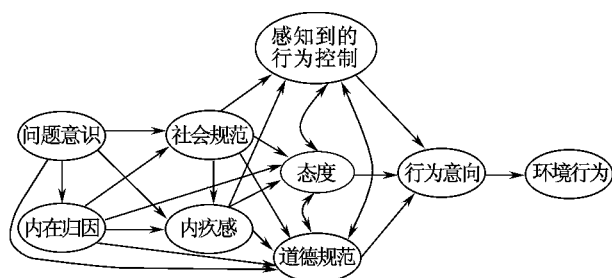 感知到的
行为控制
问题意识
社会规范
态度
行为意向
环境行为
内在归因
内疚感
道德规范